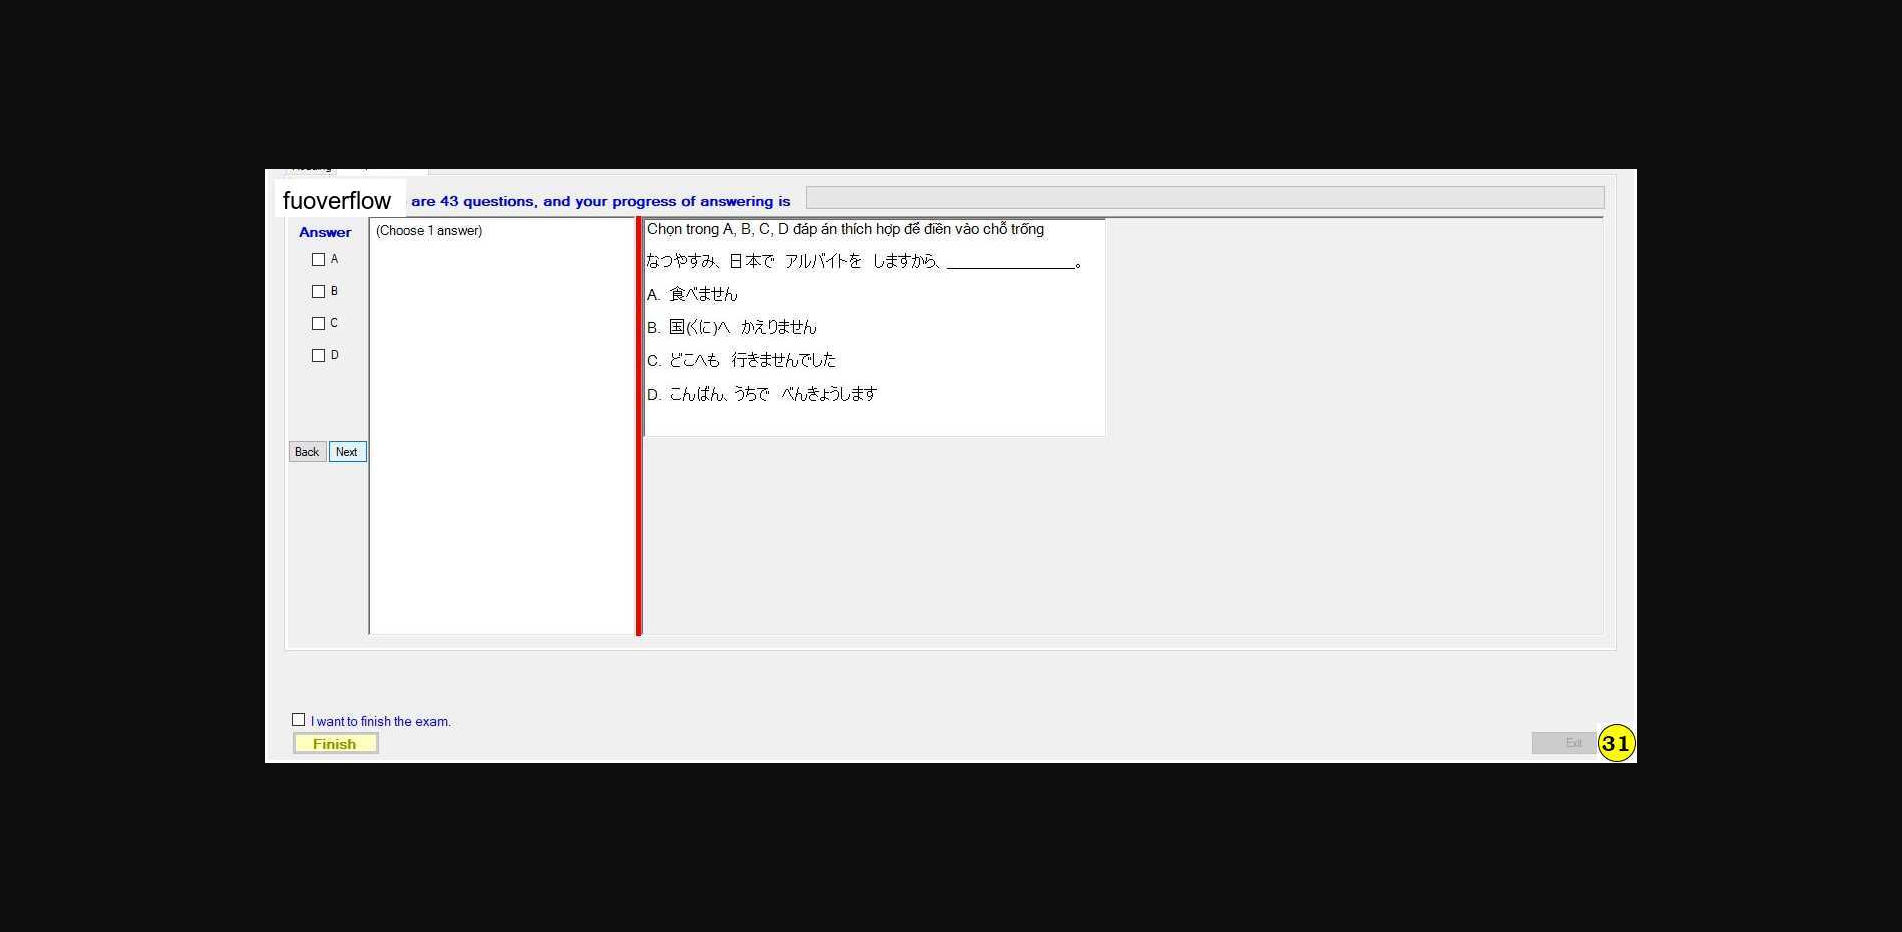 fuoverflow are 43 questions, and your progress of answering is
Answer
(Choose 1 answer)
A
B
C
D
Back Next
Chọn trong A, B, C, D đáp án thích hợp để điền vào chỗ trống
なつやすみ、日本で アルバイトを しますから、________________。
A. 食べません
B. 国(くに)へ かえりません
C. どこへも 行きませんでした
D. こんばん、うちで べんきょうします
I want to finish the exam.
Finish
Exit
31